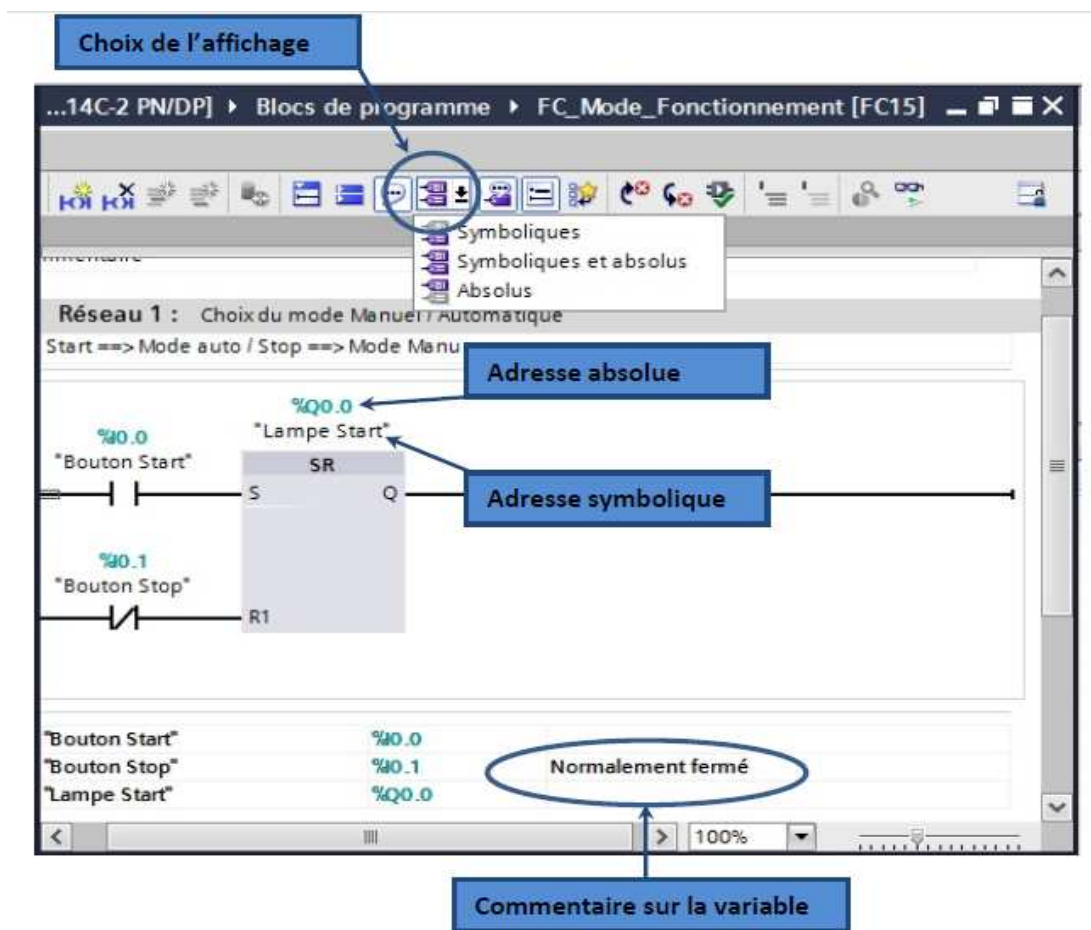 Choix de l'affichage
...14C-2 PN/DP] ▸ Blocs de programme ▸ FC_Mode_Fonctionnement [FC15]
Symboliques
Symboliques et absolus
Absolus
Réseau 1 : Choix du mode Manuel / Automatique
Start ==> Mode auto / Stop ==> Mode Manu
Adresse absolue
%Q0.0
"Lampe Start"
%I0.0
"Bouton Start"
SR
S
Q
Adresse symbolique
%I0.1
"Bouton Stop"
R1
"Bouton Start" %I0.0
"Bouton Stop" %I0.1 Normalement fermé
"Lampe Start" %Q0.0
100%
Commentaire sur la variable